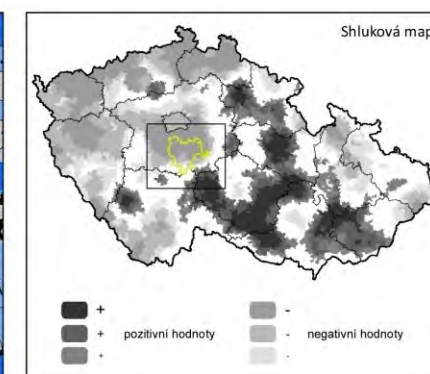 Shluková map
+ -
+ pozitivní hodnoty - negativní hodnoty
+ -